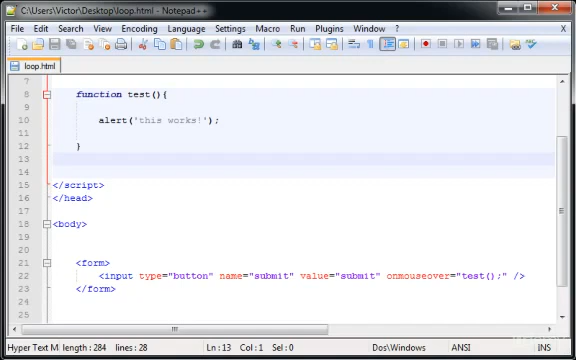 C:\Users\Victor\Desktop\loop.html - Notepad++
File Edit Search View Encoding Language Settings Macro Run Plugins Window ? X
loop.html
7
8 function test(){
9
10 alert('this works!');
11
12 }
13
14
15 </script>
16 </head>
17
18 <body>
19
20
21 <form>
22 <input type="button" name="submit" value="submit" onmouseover="test();" />
23 </form>
24
25
Hyper Text M length : 284 lines : 28 Ln : 13 Col : 1 Sel : 0 Dos\Windows ANSI INS